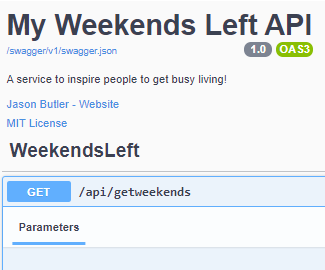 My Weekends Left API
/swagger/v1/swagger.json
1.0 OAS3
A service to inspire people to get busy living!
Jason Butler - Website
MIT License
WeekendsLeft
GET /api/getweekends
Parameters